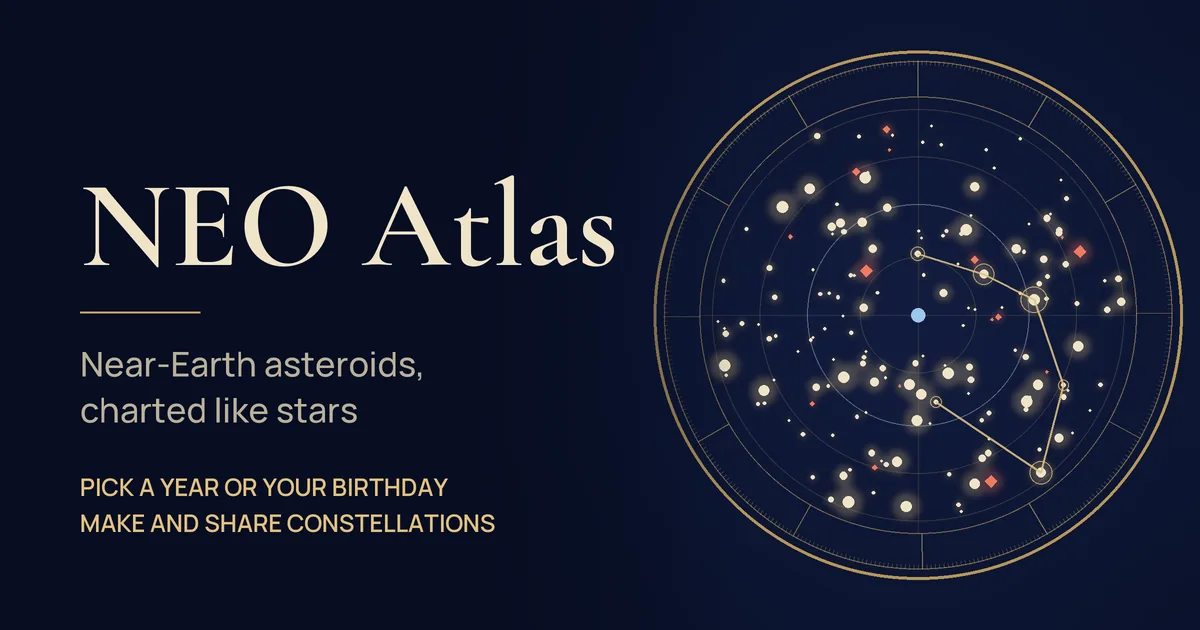 NEO Atlas
Near-Earth asteroids,
charted like stars
PICK A YEAR OR YOUR BIRTHDAY
MAKE AND SHARE CONSTELLATIONS